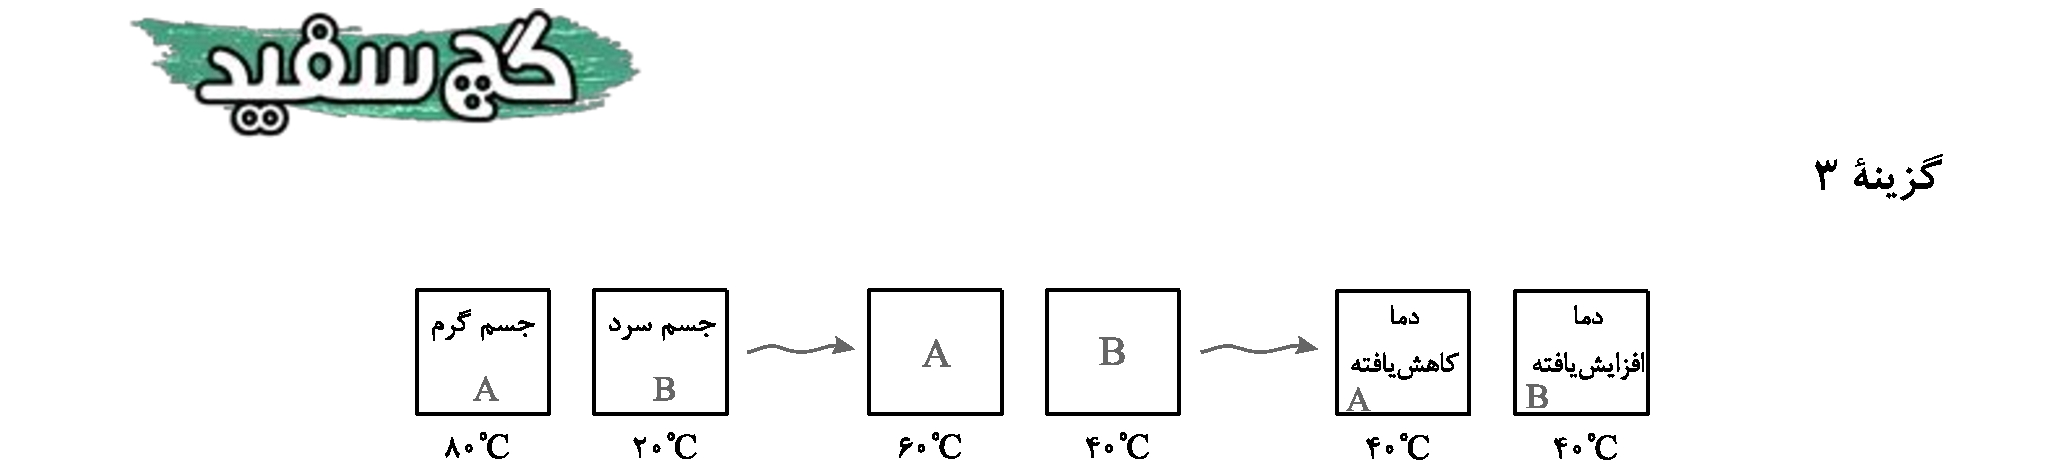 گچ سفید
گزینهٔ ۳
جسم گرم A
جسم سرد B
A
B
دما کاهش‌یافته A
دما افزایش‌یافته B
۸۰°C ۲۰°C ۶۰°C ۴۰°C ۴۰°C ۴۰°C